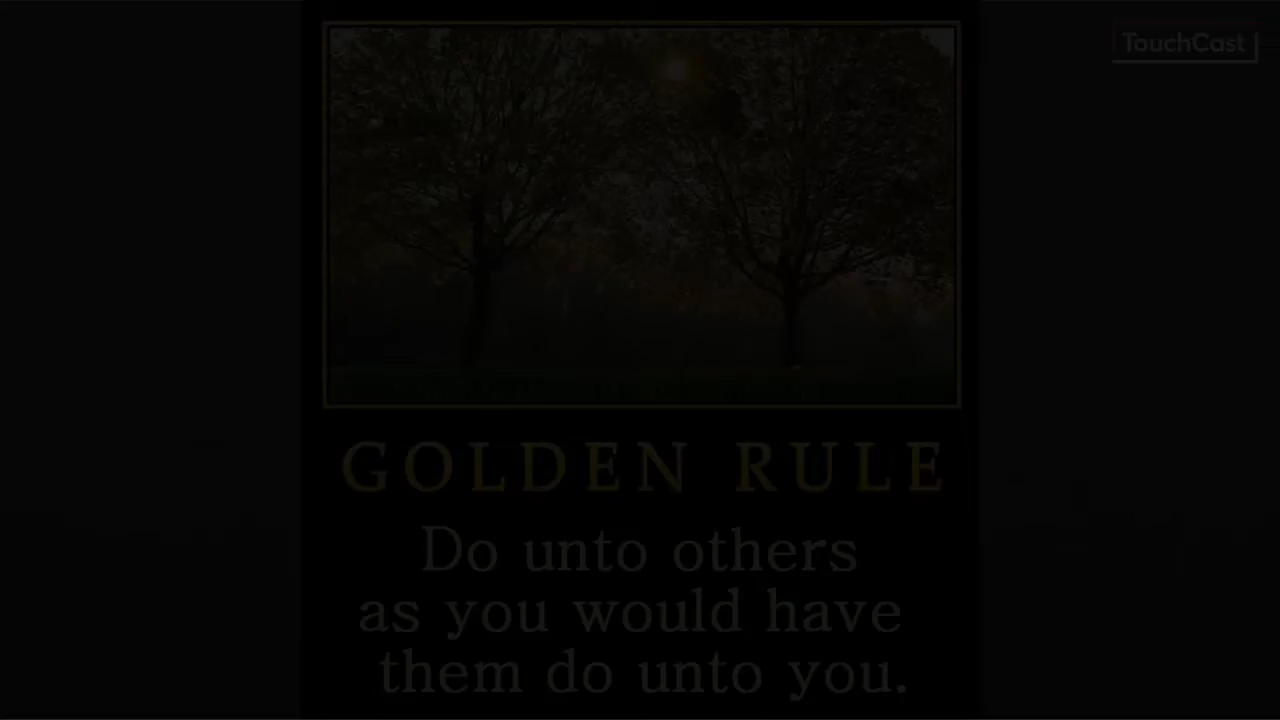 TouchCast
GOLDEN RULE
Do unto others
as you would have
them do unto you.